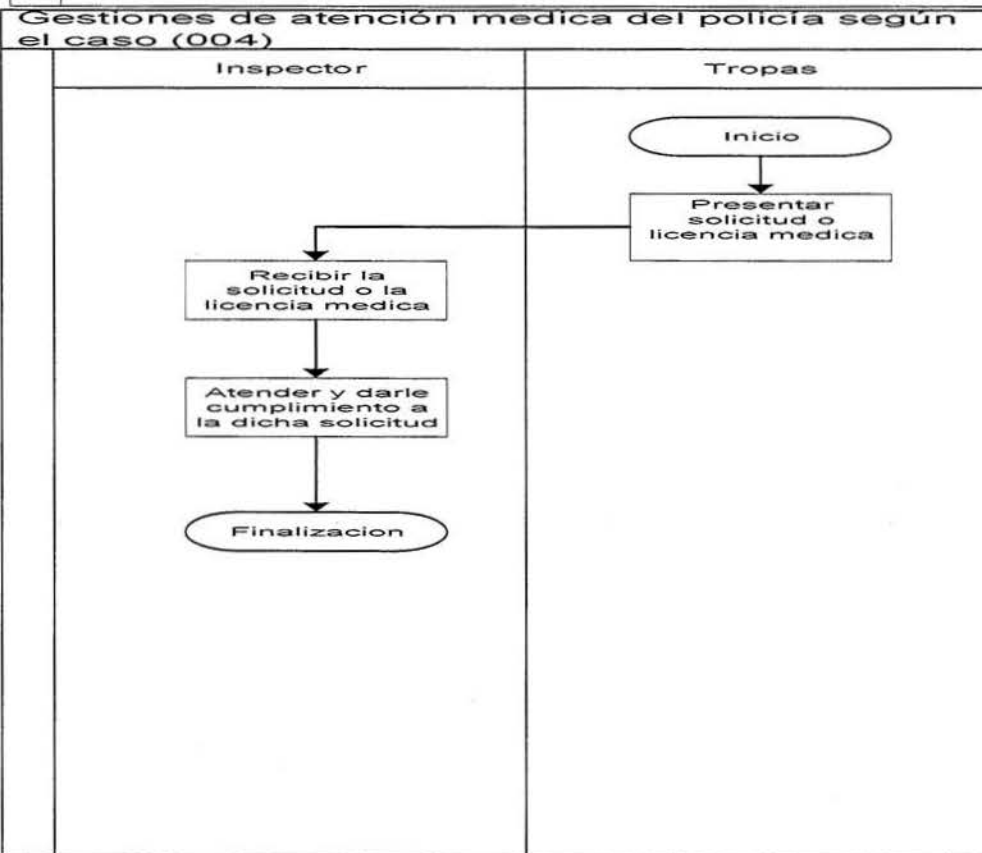 Gestiones de atención medica del policía según
el caso (004)
Inspector
Tropas
Inicio
Presentar
solicitud o
licencia medica
Recibir la
solicitud o la
licencia medica
Atender y darle
cumplimiento a
la dicha solicitud
Finalizacion